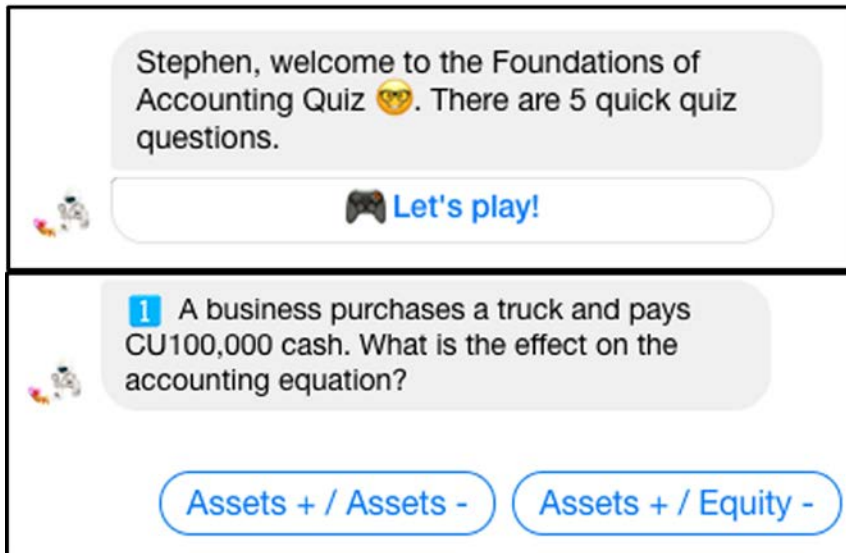 Stephen, welcome to the Foundations of
Accounting Quiz 🤓. There are 5 quick quiz
questions.
🎮 Let's play!
1️⃣ A business purchases a truck and pays
CU100,000 cash. What is the effect on the
accounting equation?
Assets + / Assets - Assets + / Equity -